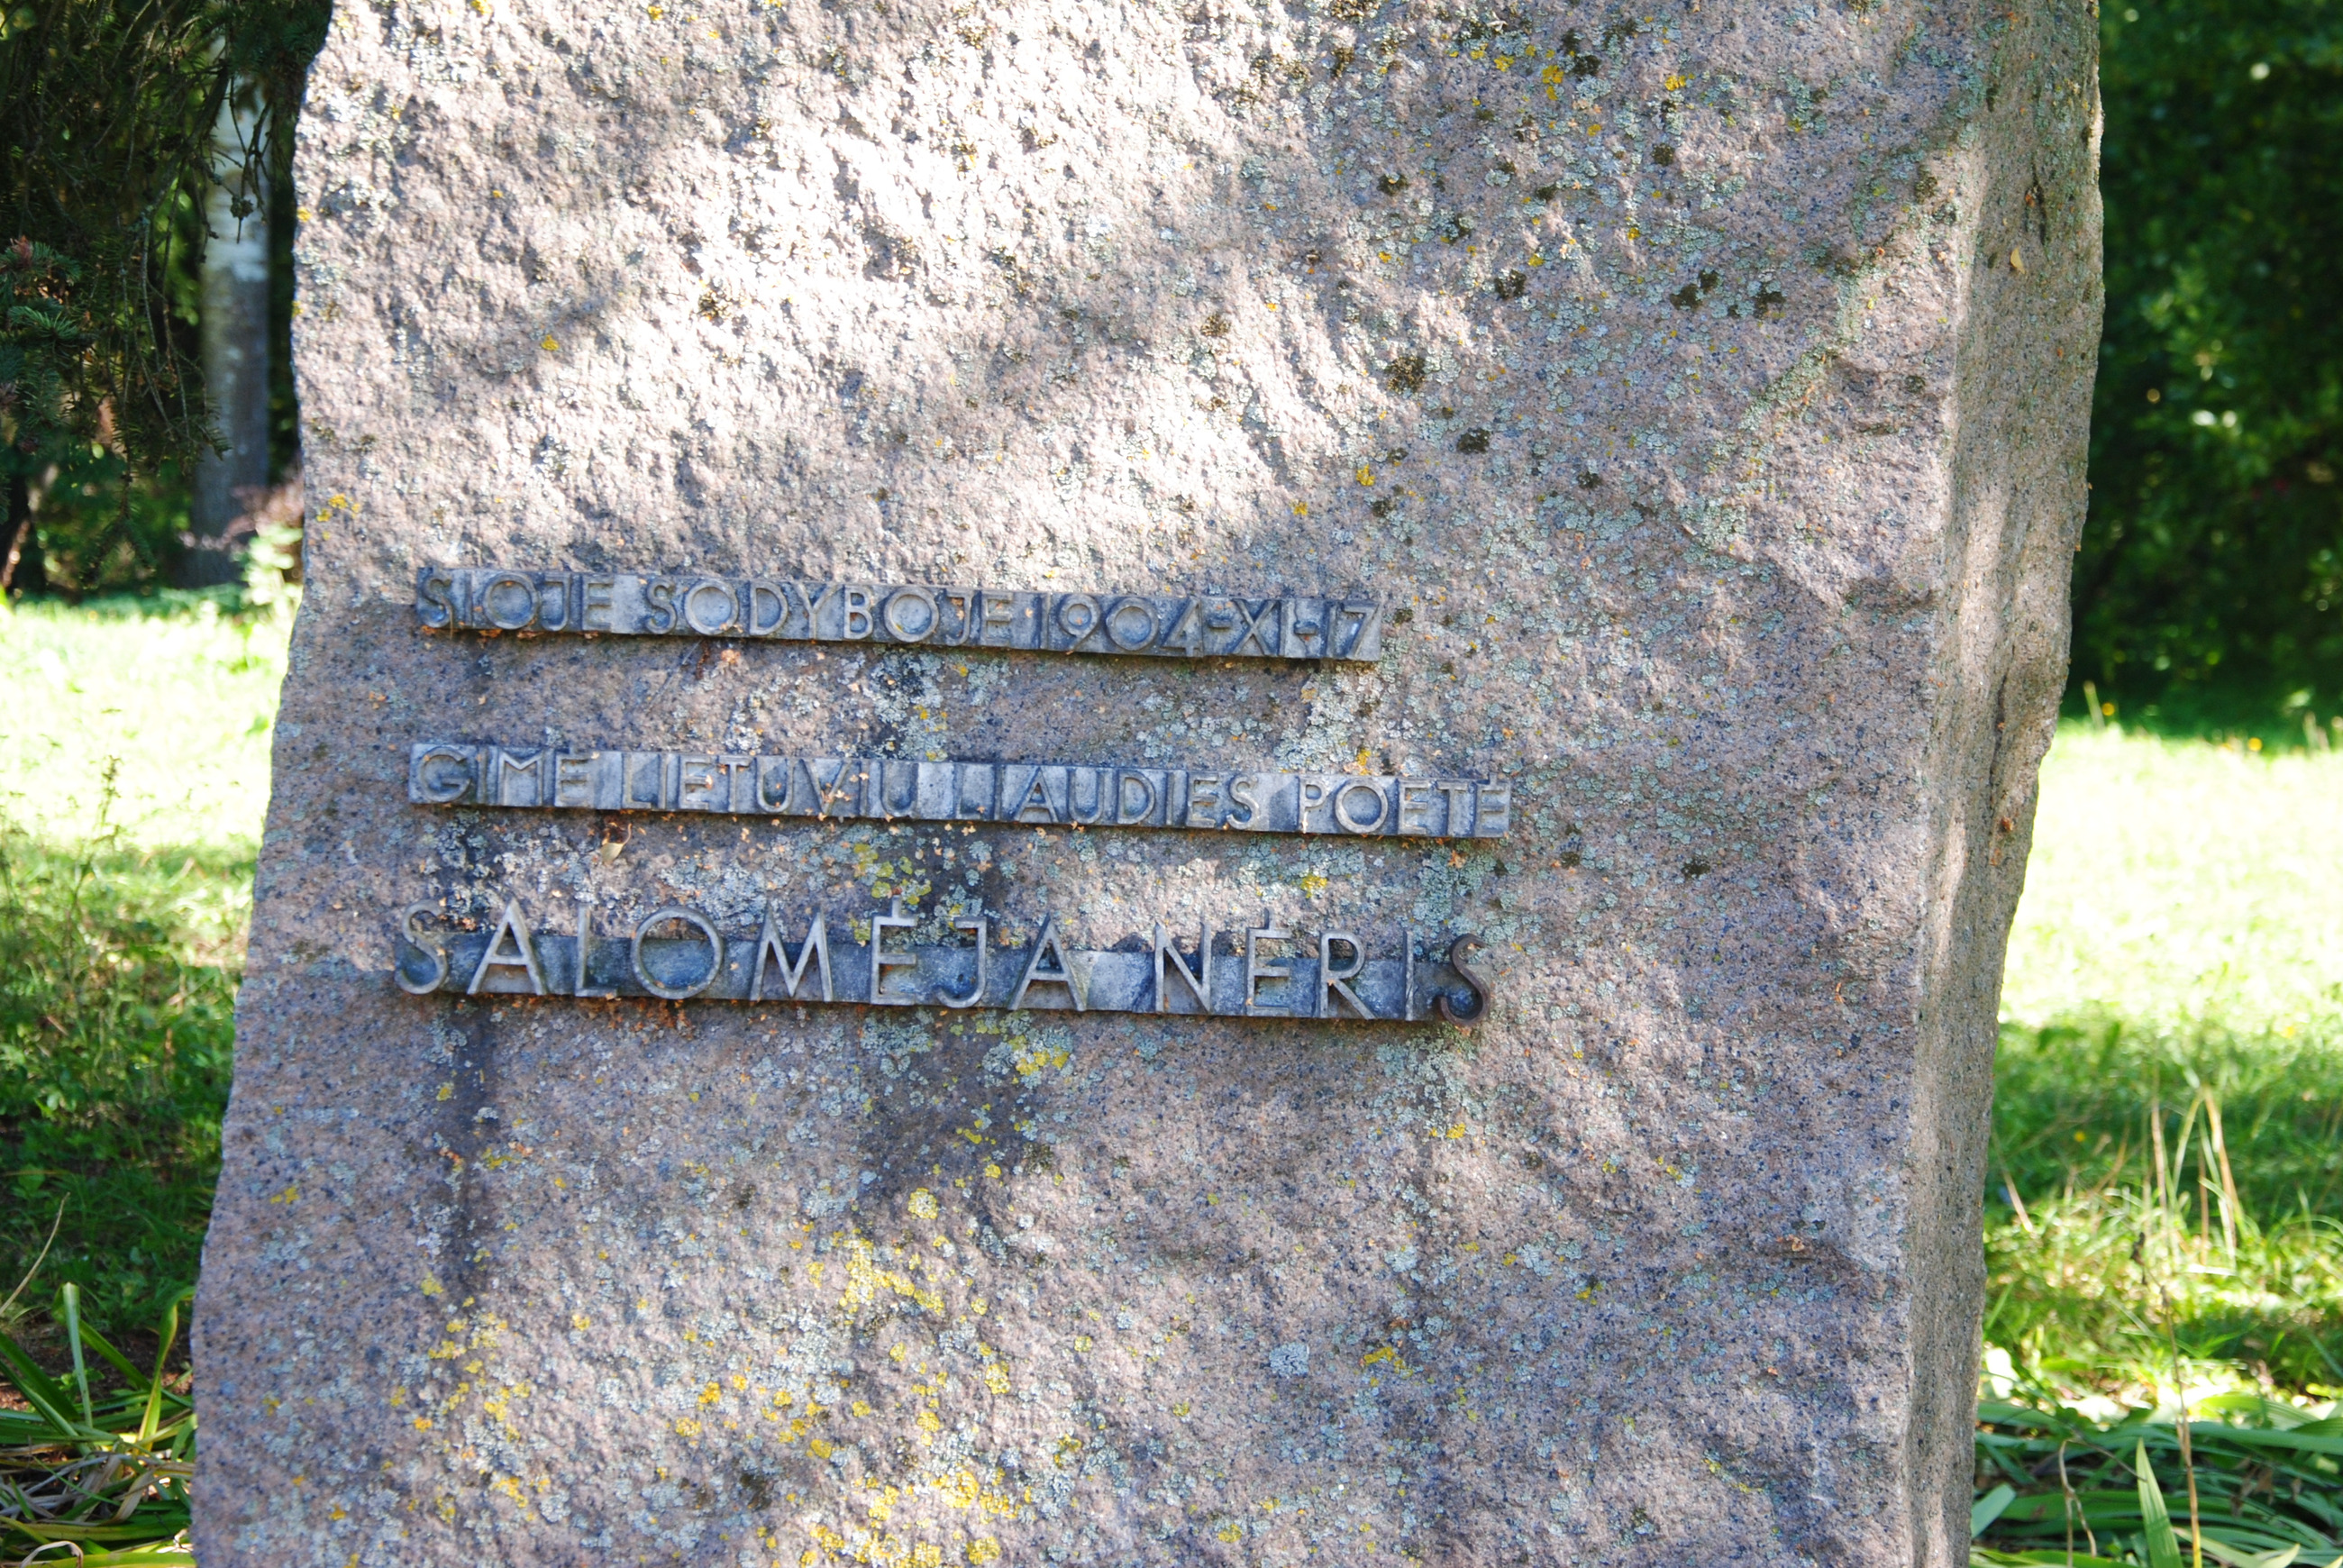 ŠIOJE SODYBOJE 1904-XI-17
GIMĖ LIETUVIŲ LIAUDIES POETĖ
SALOMĖJA NĖRIS